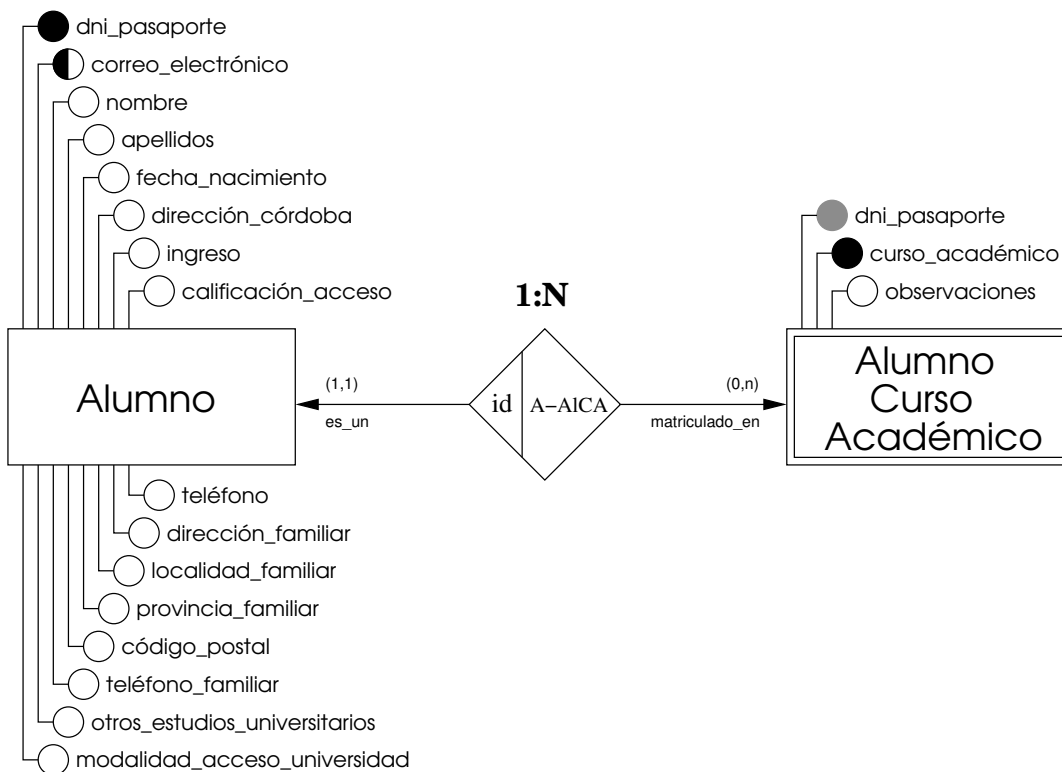 dni_pasaporte
correo_electrónico
nombre
apellidos
fecha_nacimiento
dirección_córdoba
ingreso
calificación_acceso
dni_pasaporte
curso_académico
observaciones
1:N
Alumno
(1,1)
es_un
id
A-AlCA
(0,n)
matriculado_en
Alumno
Curso
Académico
teléfono
dirección_familiar
localidad_familiar
provincia_familiar
código_postal
teléfono_familiar
otros_estudios_universitarios
modalidad_acceso_universidad